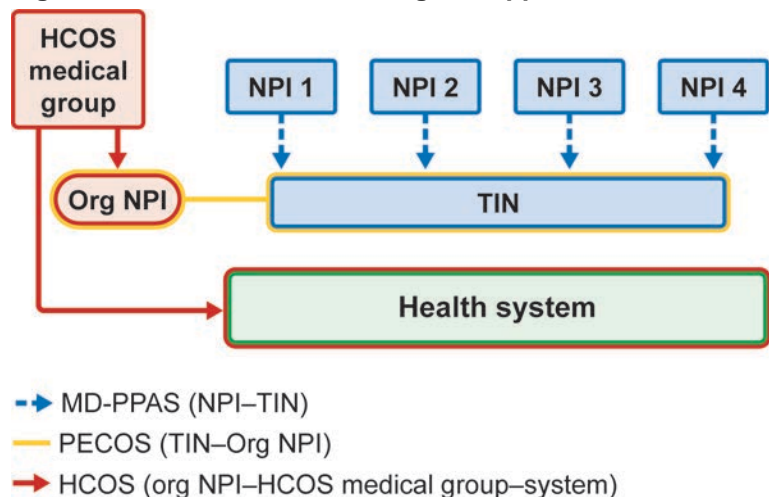 HCOS
medical
group
NPI 1
NPI 2
NPI 3
NPI 4
Org NPI
TIN
Health system
MD-PPAS (NPI–TIN)
PECOS (TIN–Org NPI)
HCOS (org NPI–HCOS medical group–system)